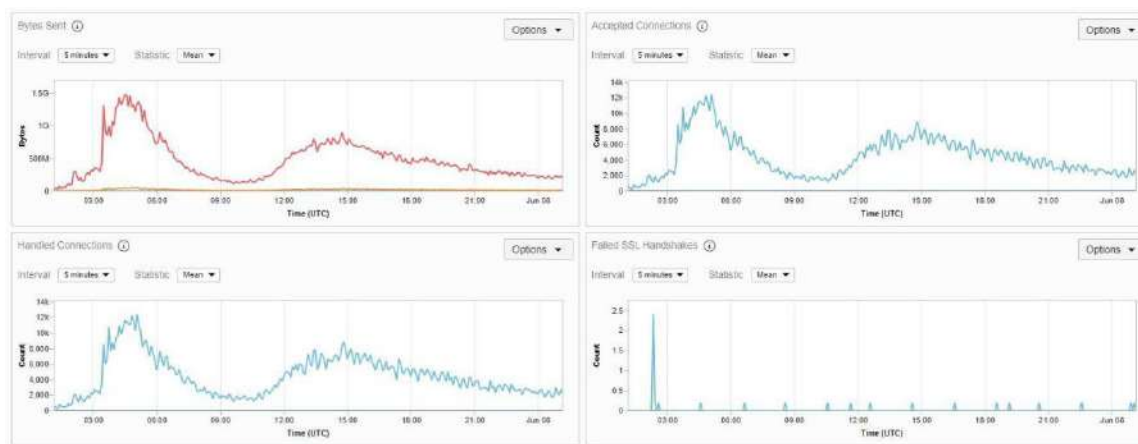 Bytes Sent
Options
Interval 5 minutes Statistic Mean
1.5G
1G
500M
0
Bytes
03:00 06:00 09:00 12:00 15:00 18:00 21:00 Jun 08
Time (UTC)
Accepted Connections
Options
Interval 5 minutes Statistic Mean
14k
12k
10k
8,000
6,000
4,000
2,000
0
Count
03:00 06:00 09:00 12:00 15:00 18:00 21:00 Jun 08
Time (UTC)
Handled Connections
Options
Interval 5 minutes Statistic Mean
14k
12k
10k
8,000
6,000
4,000
2,000
0
Count
03:00 06:00 09:00 12:00 15:00 18:00 21:00 Jun 08
Time (UTC)
Failed SSL Handshakes
Options
Interval 5 minutes Statistic Mean
2.5
2
1.5
1
0.5
0
Count
03:00 06:00 09:00 12:00 15:00 18:00 21:00 Jun 08
Time (UTC)